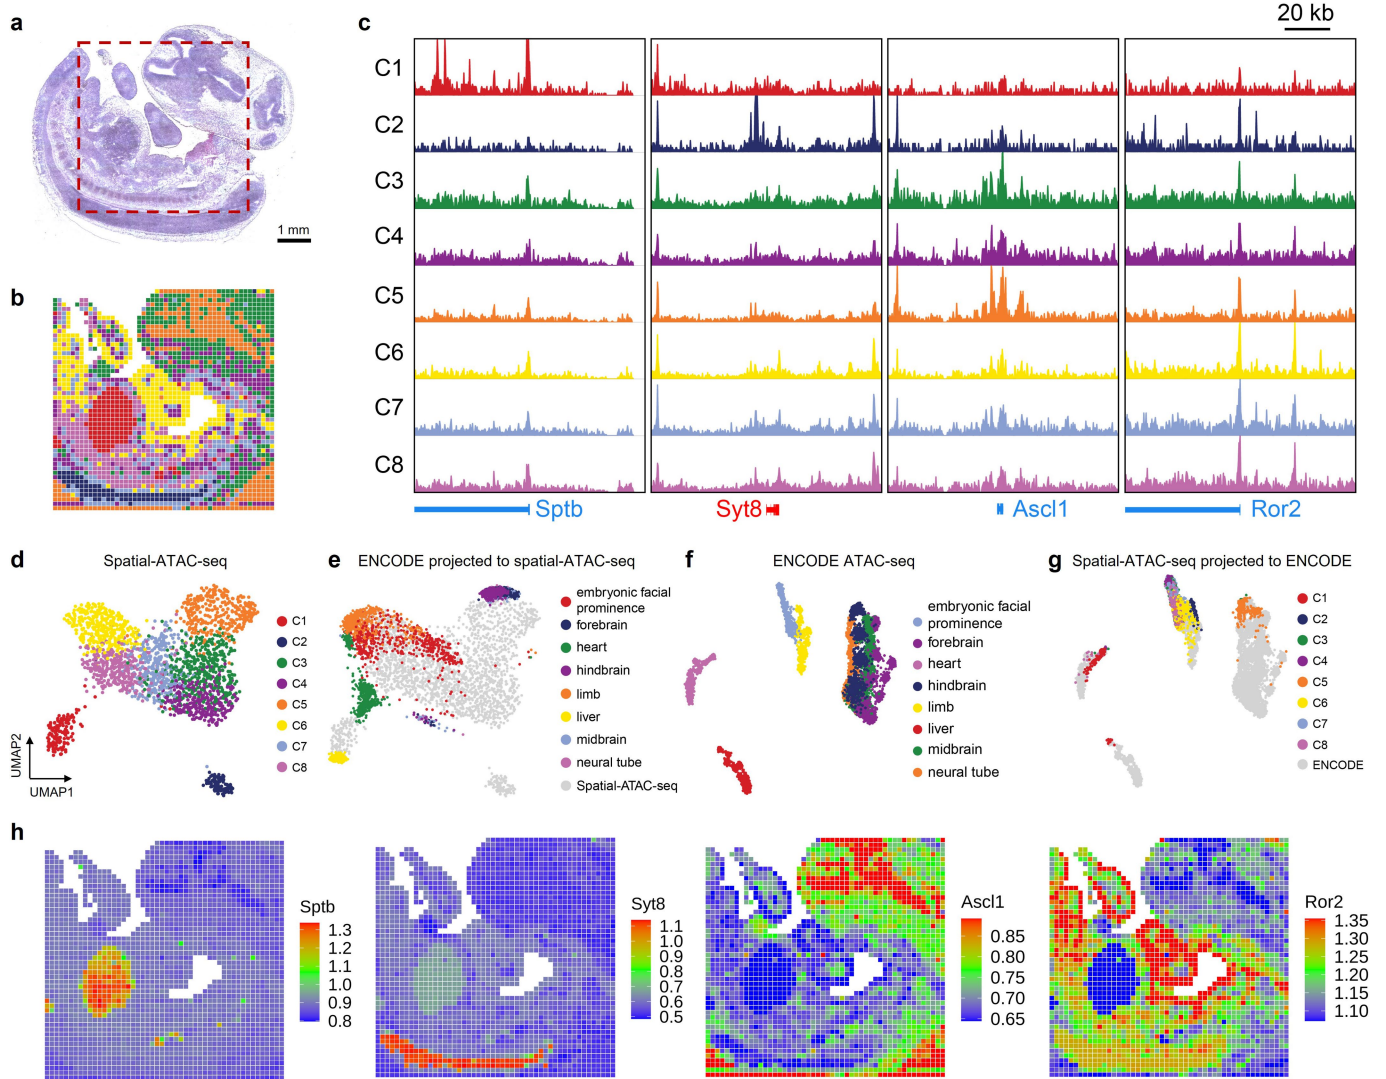 a
1 mm
b
c
20 kb
C1
C2
C3
C4
C5
C6
C7
C8
Sptb
Syt8
Ascl1
Ror2
d
Spatial-ATAC-seq
UMAP2
UMAP1
C1
C2
C3
C4
C5
C6
C7
C8
e
ENCODE projected to spatial-ATAC-seq
embryonic facial
prominence
forebrain
heart
hindbrain
limb
liver
midbrain
neural tube
Spatial-ATAC-seq
f
ENCODE ATAC-seq
embryonic facial
prominence
forebrain
heart
hindbrain
limb
liver
midbrain
neural tube
g
Spatial-ATAC-seq projected to ENCODE
C1
C2
C3
C4
C5
C6
C7
C8
ENCODE
h
Sptb
1.3
1.2
1.1
1.0
0.9
0.8
Syt8
1.1
1.0
0.9
0.8
0.7
0.6
0.5
Ascl1
0.85
0.80
0.75
0.70
0.65
Ror2
1.35
1.30
1.25
1.20
1.15
1.10